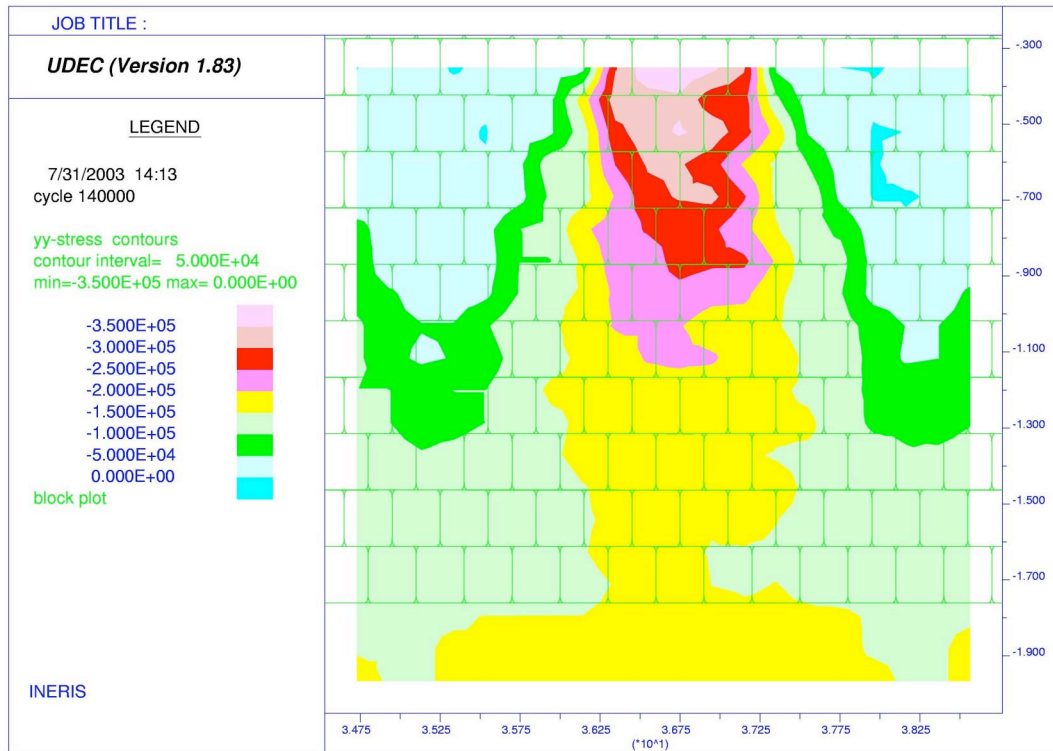 JOB TITLE :
UDEC (Version 1.83)
LEGEND
7/31/2003 14:13
cycle 140000
yy-stress contours
contour interval= 5.000E+04
min=-3.500E+05 max= 0.000E+00
-3.500E+05
-3.000E+05
-2.500E+05
-2.000E+05
-1.500E+05
-1.000E+05
-5.000E+04
0.000E+00
block plot
INERIS
-.300
-.500
-.700
-.900
-1.100
-1.300
-1.500
-1.700
-1.900
3.475 3.525 3.575 3.625 3.675 3.725 3.775 3.825
(*10^1)